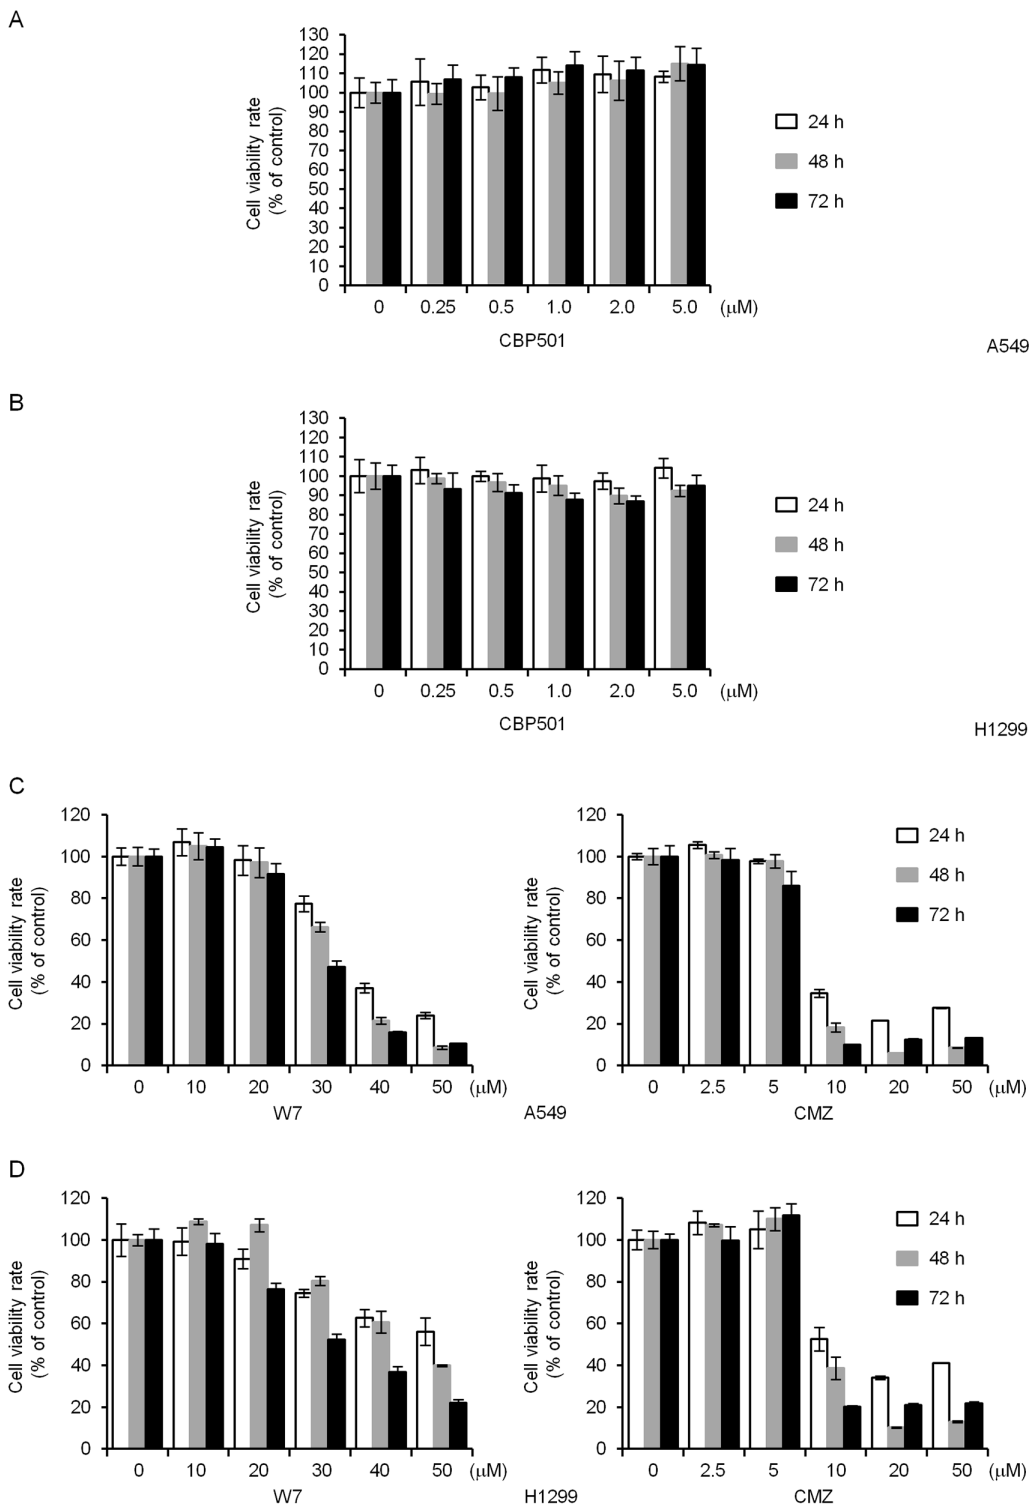 A
130
120
110
100
90
80
70
60
50
40
30
20
10
0
Cell viability rate
(% of control)
24 h
48 h
72 h
0 0.25 0.5 1.0 2.0 5.0 (μM)
CBP501
A549
B
130
120
110
100
90
80
70
60
50
40
30
20
10
0
Cell viability rate
(% of control)
24 h
48 h
72 h
0 0.25 0.5 1.0 2.0 5.0 (μM)
CBP501
H1299
C
120
100
80
60
40
20
0
Cell viability rate
(% of control)
0 10 20 30 40 50 (μM)
W7
A549
120
100
80
60
40
20
0
Cell viability rate
(% of control)
24 h
48 h
72 h
0 2.5 5 10 20 50 (μM)
CMZ
D
120
100
80
60
40
20
0
Cell viability rate
(% of control)
0 10 20 30 40 50 (μM)
W7
H1299
120
100
80
60
40
20
0
Cell viability rate
(% of control)
24 h
48 h
72 h
0 2.5 5 10 20 50 (μM)
CMZ